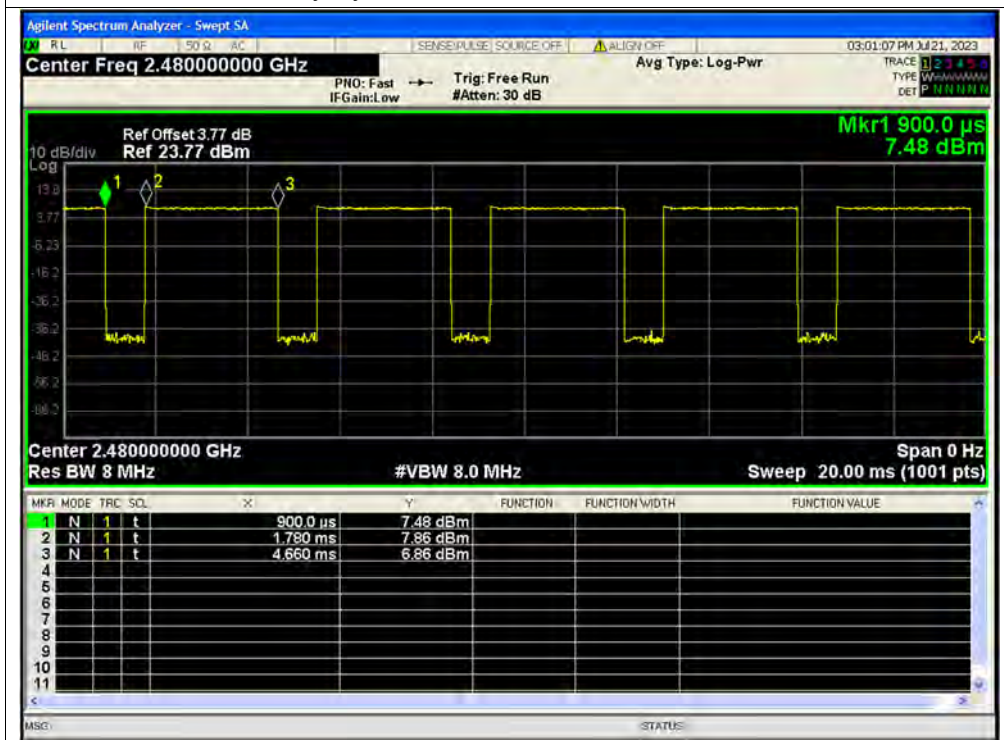 Agilent Spectrum Analyzer - Swept SA
RL RF 50 Ω AC SENSE:PULSE SOURCE OFF ALIGN OFF 03:01:07 PM Jul 21, 2023
Center Freq 2.480000000 GHz
PNO: Fast
IFGain:Low
Trig: Free Run
#Atten: 30 dB
Avg Type: Log-Pwr
TRACE 1 2 3 4 5 6
TYPE W
DET P N N N N N
Mkr1 900.0 µs
7.48 dBm
Ref Offset 3.77 dB
10 dB/div Ref 23.77 dBm
Log
13.8
3.77
-6.23
-16.2
-26.2
-36.2
-46.2
-56.2
-66.2
1 2 3
Center 2.480000000 GHz Span 0 Hz
Res BW 8 MHz #VBW 8.0 MHz Sweep 20.00 ms (1001 pts)
MKR MODE TRC SCL X Y FUNCTION FUNCTION WIDTH FUNCTION VALUE
1 N 1 t 900.0 µs 7.48 dBm
2 N 1 t 1.780 ms 7.86 dBm
3 N 1 t 4.660 ms 6.86 dBm
4
5
6
7
8
9
10
11
MSG STATUS